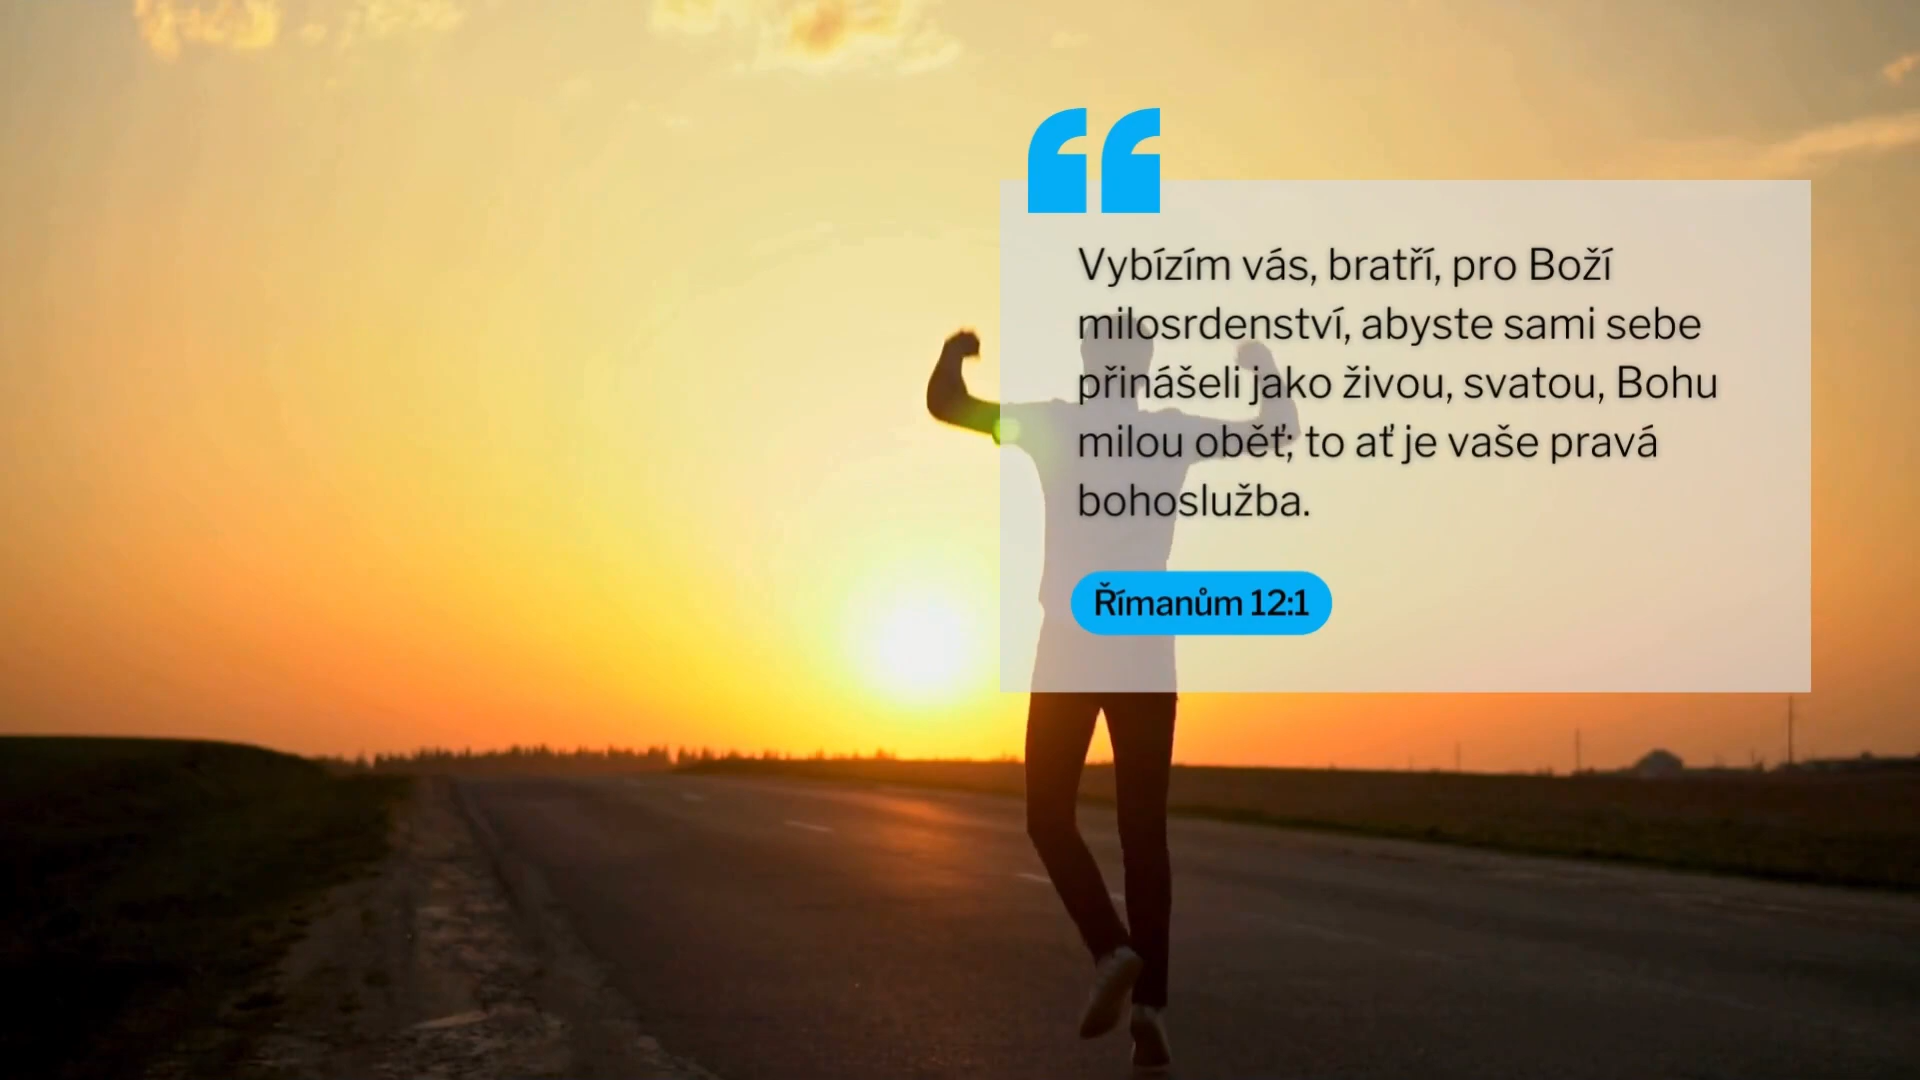 Vybízím vás, bratří, pro Boží
milosrdenství, abyste sami sebe
přinášeli jako živou, svatou, Bohu
milou oběť; to ať je vaše pravá
bohoslužba.
Římanům 12:1